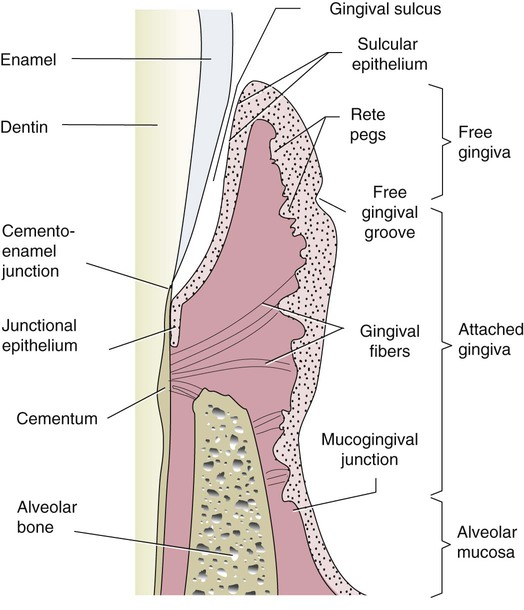 Gingival sulcus
Enamel
Sulcular
epithelium
Dentin
Rete
pegs
Free
gingiva
Free
gingival
groove
Cemento-
enamel
junction
Junctional
epithelium
Gingival
fibers
Attached
gingiva
Cementum
Mucogingival
junction
Alveolar
bone
Alveolar
mucosa